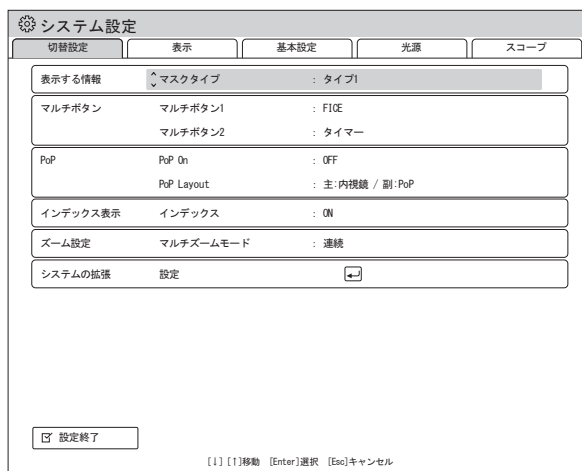 システム設定
切替設定 表示 基本設定 光源 スコープ
表示する情報 マスクタイプ : タイプ1
マルチボタン マルチボタン1 : FICE
マルチボタン2 : タイマー
PoP PoP On : OFF
PoP Layout : 主:内視鏡 / 副:PoP
インデックス表示 インデックス : ON
ズーム設定 マルチズームモード : 連続
システムの拡張 設定
設定終了
[↓] [↑]移動 [Enter]選択 [Esc]キャンセル